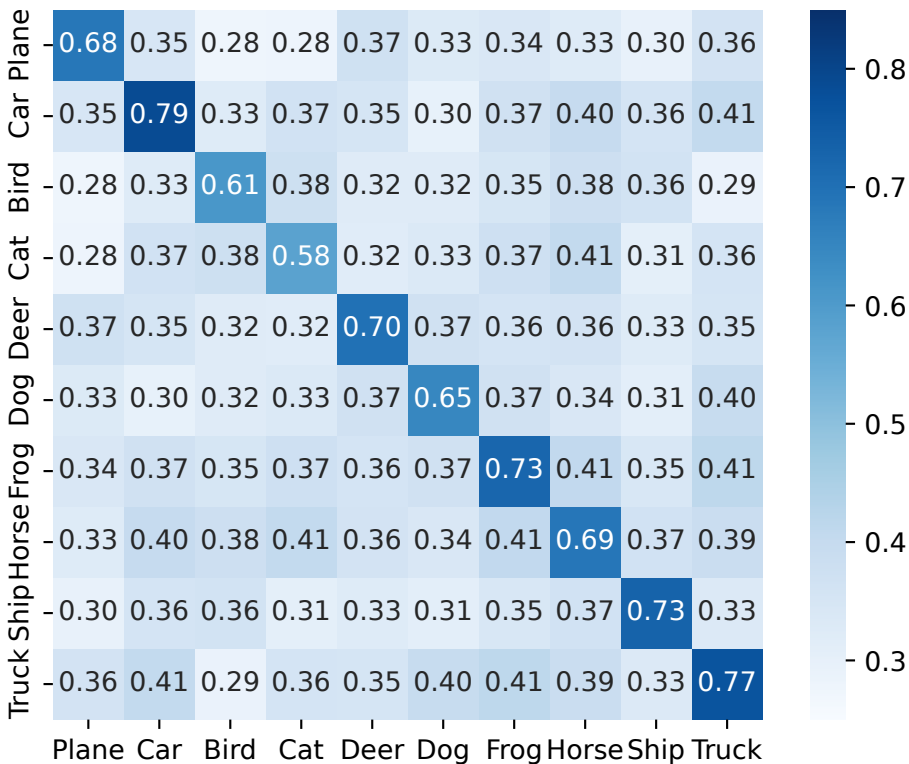 Plane 0.68 0.35 0.28 0.28 0.37 0.33 0.34 0.33 0.30 0.36
Car 0.35 0.79 0.33 0.37 0.35 0.30 0.37 0.40 0.36 0.41
Bird 0.28 0.33 0.61 0.38 0.32 0.32 0.35 0.38 0.36 0.29
Cat 0.28 0.37 0.38 0.58 0.32 0.33 0.37 0.41 0.31 0.36
Deer 0.37 0.35 0.32 0.32 0.70 0.37 0.36 0.36 0.33 0.35
Dog 0.33 0.30 0.32 0.33 0.37 0.65 0.37 0.34 0.31 0.40
Frog 0.34 0.37 0.35 0.37 0.36 0.37 0.73 0.41 0.35 0.41
Horse 0.33 0.40 0.38 0.41 0.36 0.34 0.41 0.69 0.37 0.39
Ship 0.30 0.36 0.36 0.31 0.33 0.31 0.35 0.37 0.73 0.33
Truck 0.36 0.41 0.29 0.36 0.35 0.40 0.41 0.39 0.33 0.77
Plane Car Bird Cat Deer Dog Frog Horse Ship Truck
0.8
0.7
0.6
0.5
0.4
0.3